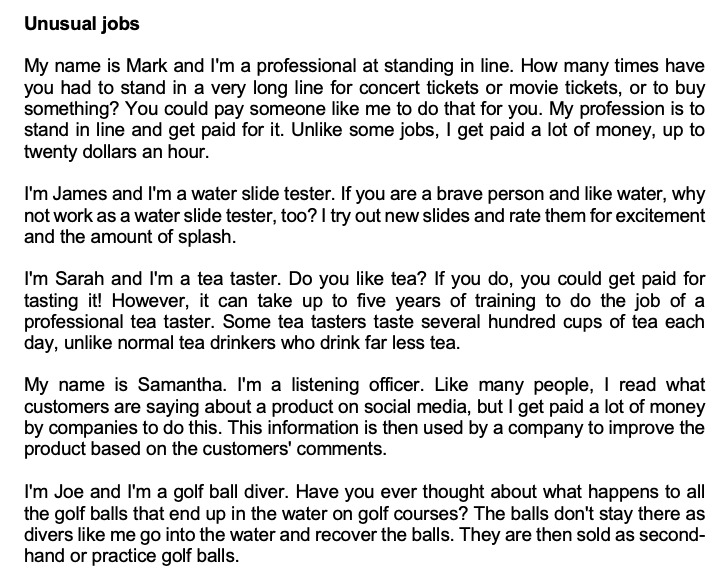 Unusual jobs
My name is Mark and I'm a professional at standing in line. How many times have
you had to stand in a very long line for concert tickets or movie tickets, or to buy
something? You could pay someone like me to do that for you. My profession is to
stand in line and get paid for it. Unlike some jobs, I get paid a lot of money, up to
twenty dollars an hour.
I'm James and I'm a water slide tester. If you are a brave person and like water, why
not work as a water slide tester, too? I try out new slides and rate them for excitement
and the amount of splash.
I'm Sarah and I'm a tea taster. Do you like tea? If you do, you could get paid for
tasting it! However, it can take up to five years of training to do the job of a
professional tea taster. Some tea tasters taste several hundred cups of tea each
day, unlike normal tea drinkers who drink far less tea.
My name is Samantha. I'm a listening officer. Like many people, I read what
customers are saying about a product on social media, but I get paid a lot of money
by companies to do this. This information is then used by a company to improve the
product based on the customers' comments.
I'm Joe and I'm a golf ball diver. Have you ever thought about what happens to all
the golf balls that end up in the water on golf courses? The balls don't stay there as
divers like me go into the water and recover the balls. They are then sold as second-
hand or practice golf balls.